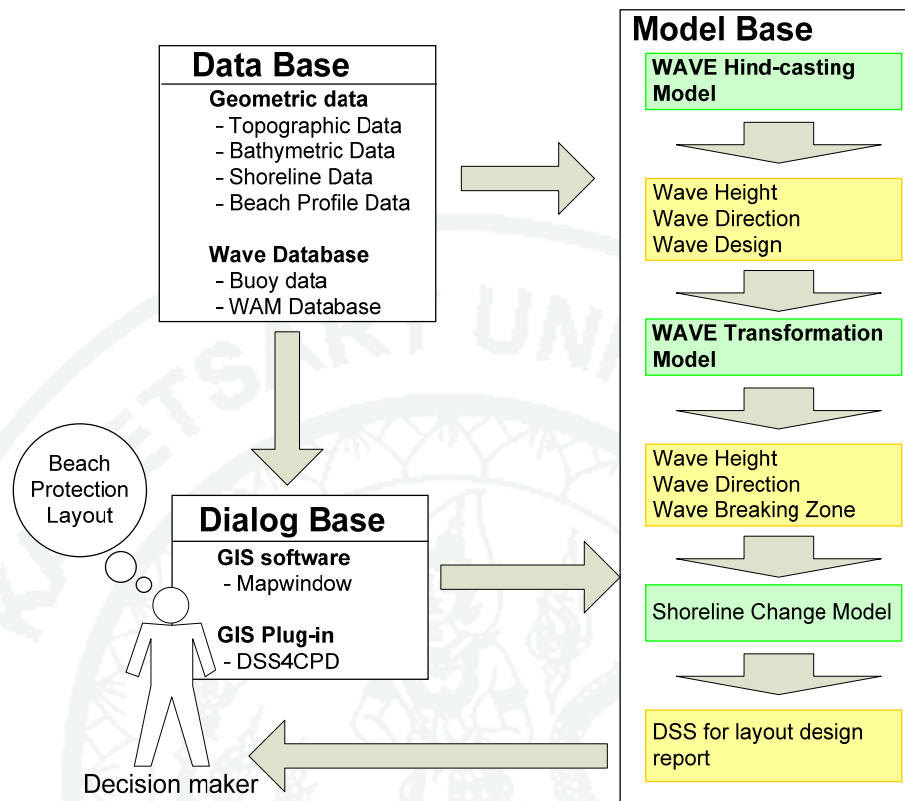 Data Base
Geometric data
- Topographic Data
- Bathymetric Data
- Shoreline Data
- Beach Profile Data
Wave Database
- Buoy data
- WAM Database
Beach
Protection
Layout
Dialog Base
GIS software
- Mapwindow
GIS Plug-in
- DSS4CPD
Decision maker
Model Base
WAVE Hind-casting
Model
Wave Height
Wave Direction
Wave Design
WAVE Transformation
Model
Wave Height
Wave Direction
Wave Breaking Zone
Shoreline Change Model
DSS for layout design
report